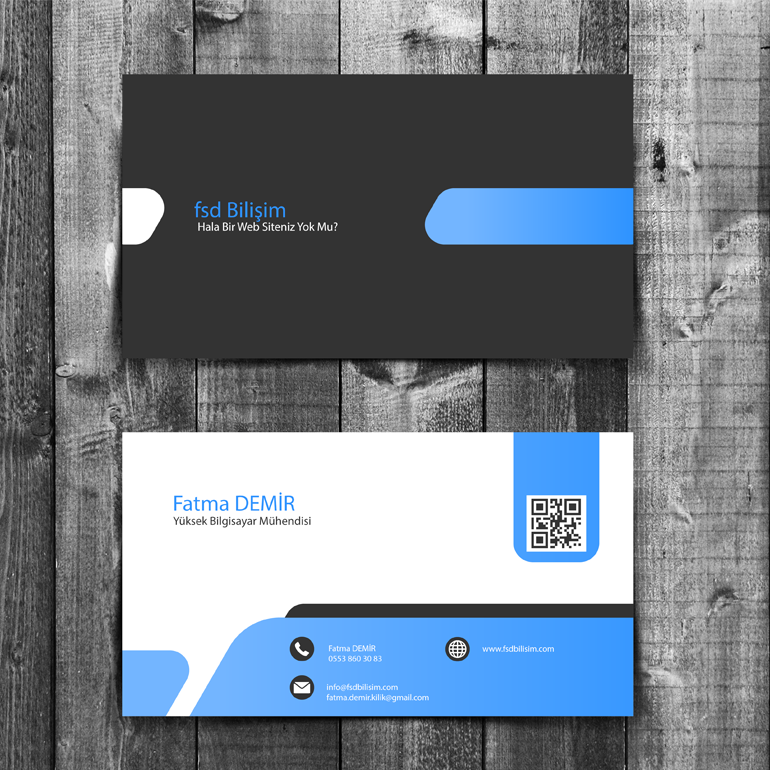 fsd Bilişim
Hala Bir Web Siteniz Yok Mu?
Fatma DEMİR
Yüksek Bilgisayar Mühendisi
Fatma DEMİR
0553 860 30 83
www.fsdbilisim.com
info@fsdbilisim.com
fatma.demir.kilik@gmail.com